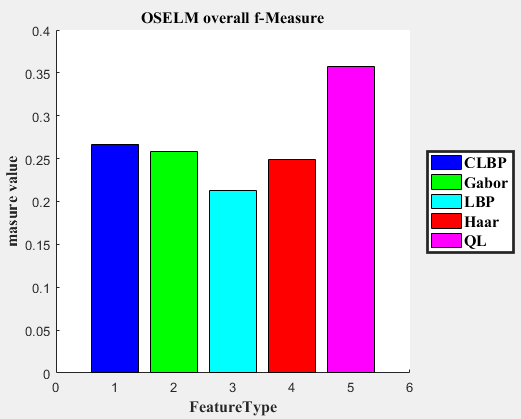 OSELM overall f-Measure
0.4
0.35
0.3
0.25
0.2
0.15
0.1
0.05
0
masure value
0 1 2 3 4 5 6
FeatureType
CLBP
Gabor
LBP
Haar
QL